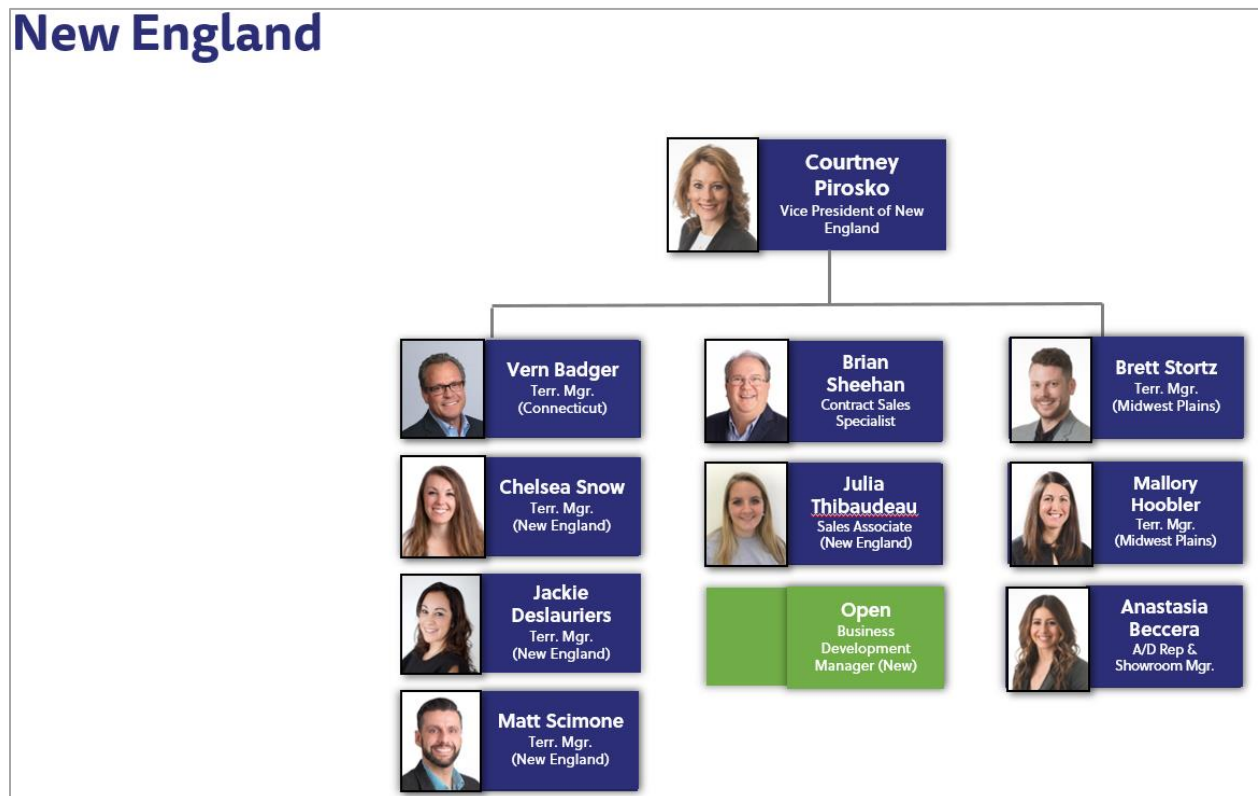 New England
Courtney
Pirosko
Vice President of New
England
Vern Badger
Terr. Mgr.
(Connecticut)
Chelsea Snow
Terr. Mgr.
(New England)
Jackie
Deslauriers
Terr. Mgr.
(New England)
Matt Scimone
Terr. Mgr.
(New England)
Brian
Sheehan
Contract Sales
Specialist
Julia
Thibaudeau
Sales Associate
(New England)
Open
Business
Development
Manager (New)
Brett Stortz
Terr. Mgr.
(Midwest Plains)
Mallory
Hoobler
Terr. Mgr.
(Midwest Plains)
Anastasia
Beccera
A/D Rep &
Showroom Mgr.